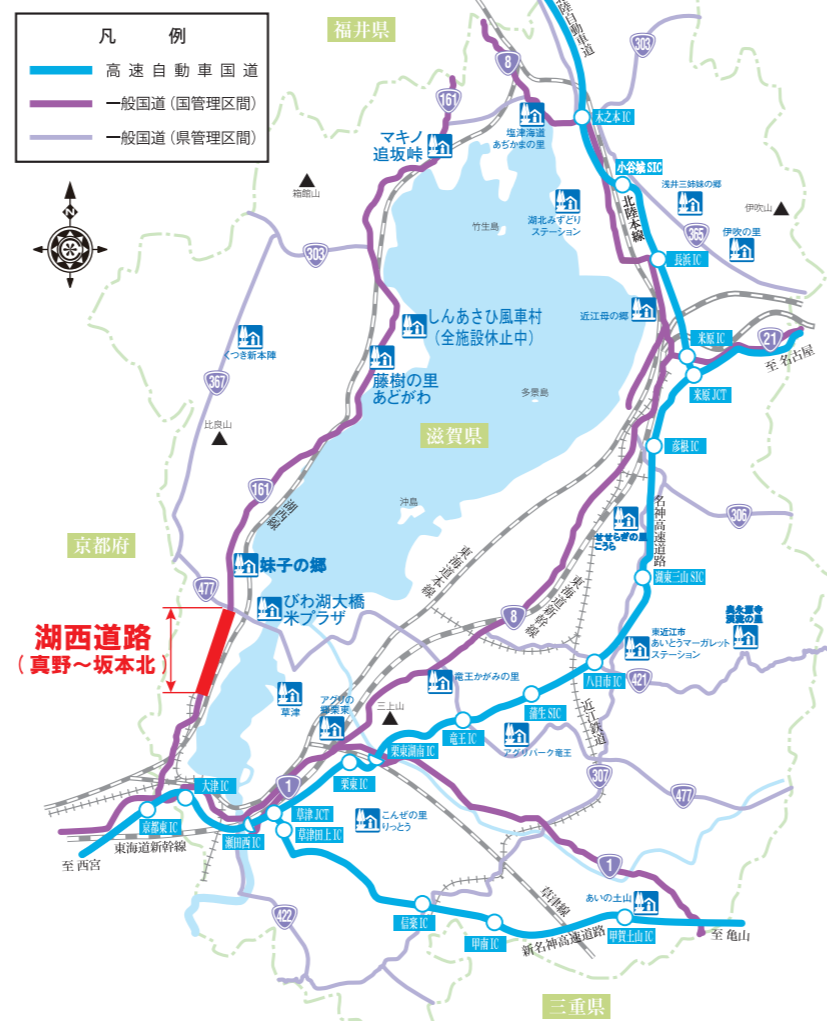 凡 例
高速自動車国道
一般国道（国管理区間）
一般国道（県管理区間）
福井県
北陸自動車道
303
8
161
木之本IC
塩津海道
あぢかまの里
マキノ
追坂峠
小谷城SIC
浅井三姉妹の郷
箱館山
伊吹山
N
湖北みずどり
ステーション
北陸本線
365
伊吹の里
竹生島
303
長浜IC
近江母の郷
しんあさひ風車村
（全施設休止中）
米原IC
21
至 名古屋
くつき新本陣
藤樹の里
あどがわ
米原JCT
367
多景島
比良山
滋賀県
彦根IC
161
湖西線
沖島
名神高速道路
306
せせらぎの里
こうら
京都府
東海道本線
妹子の郷
東海道新幹線
湖東三山SIC
477
びわ湖大橋
米プラザ
8
奥永源寺
渓流の里
湖西道路
（真野〜坂本北）
東近江市
あいとうマーガレット
ステーション
八日市IC
421
竜王かがみの里
草津
アグリの
郷栗東
三上山
蒲生SIC
近江鉄道
竜王IC
アグリパーク竜王
栗東湖南IC
307
477
栗東IC
大津IC
1
京都東IC
草津JCT
こんぜの里
りっとう
瀬田西IC
草津田上IC
東海道新幹線
至 西宮
1
草津線
あいの土山
422
信楽IC
甲南IC
新名神高速道路
甲賀土山IC
至 亀山
三重県